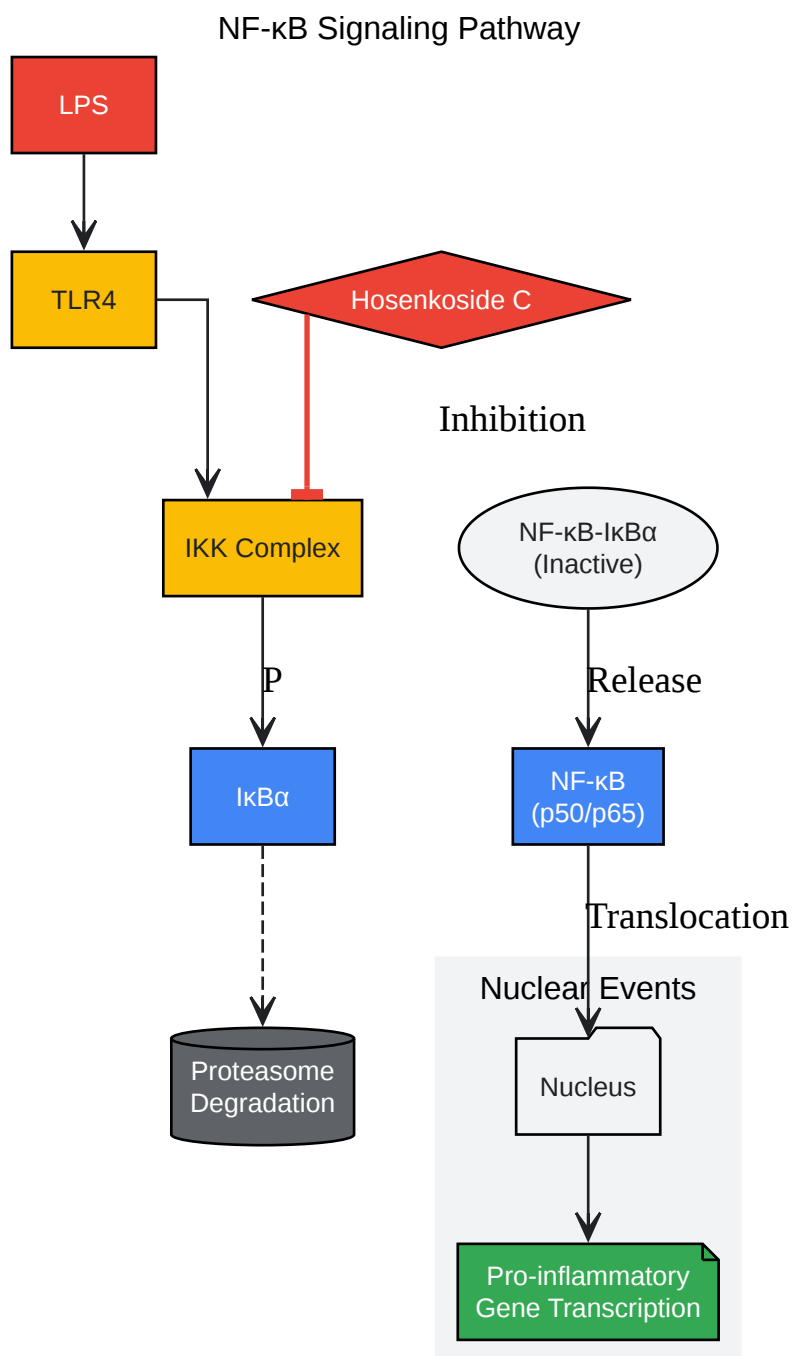 NF-κB Signaling Pathway
LPS
TLR4
Hosenkoside C
Inhibition
IKK Complex
NF-κB-IκBα
(Inactive)
P
Release
IκBα
NF-κB
(p50/p65)
Translocation
Nuclear Events
Proteasome
Degradation
Nucleus
Pro-inflammatory
Gene Transcription